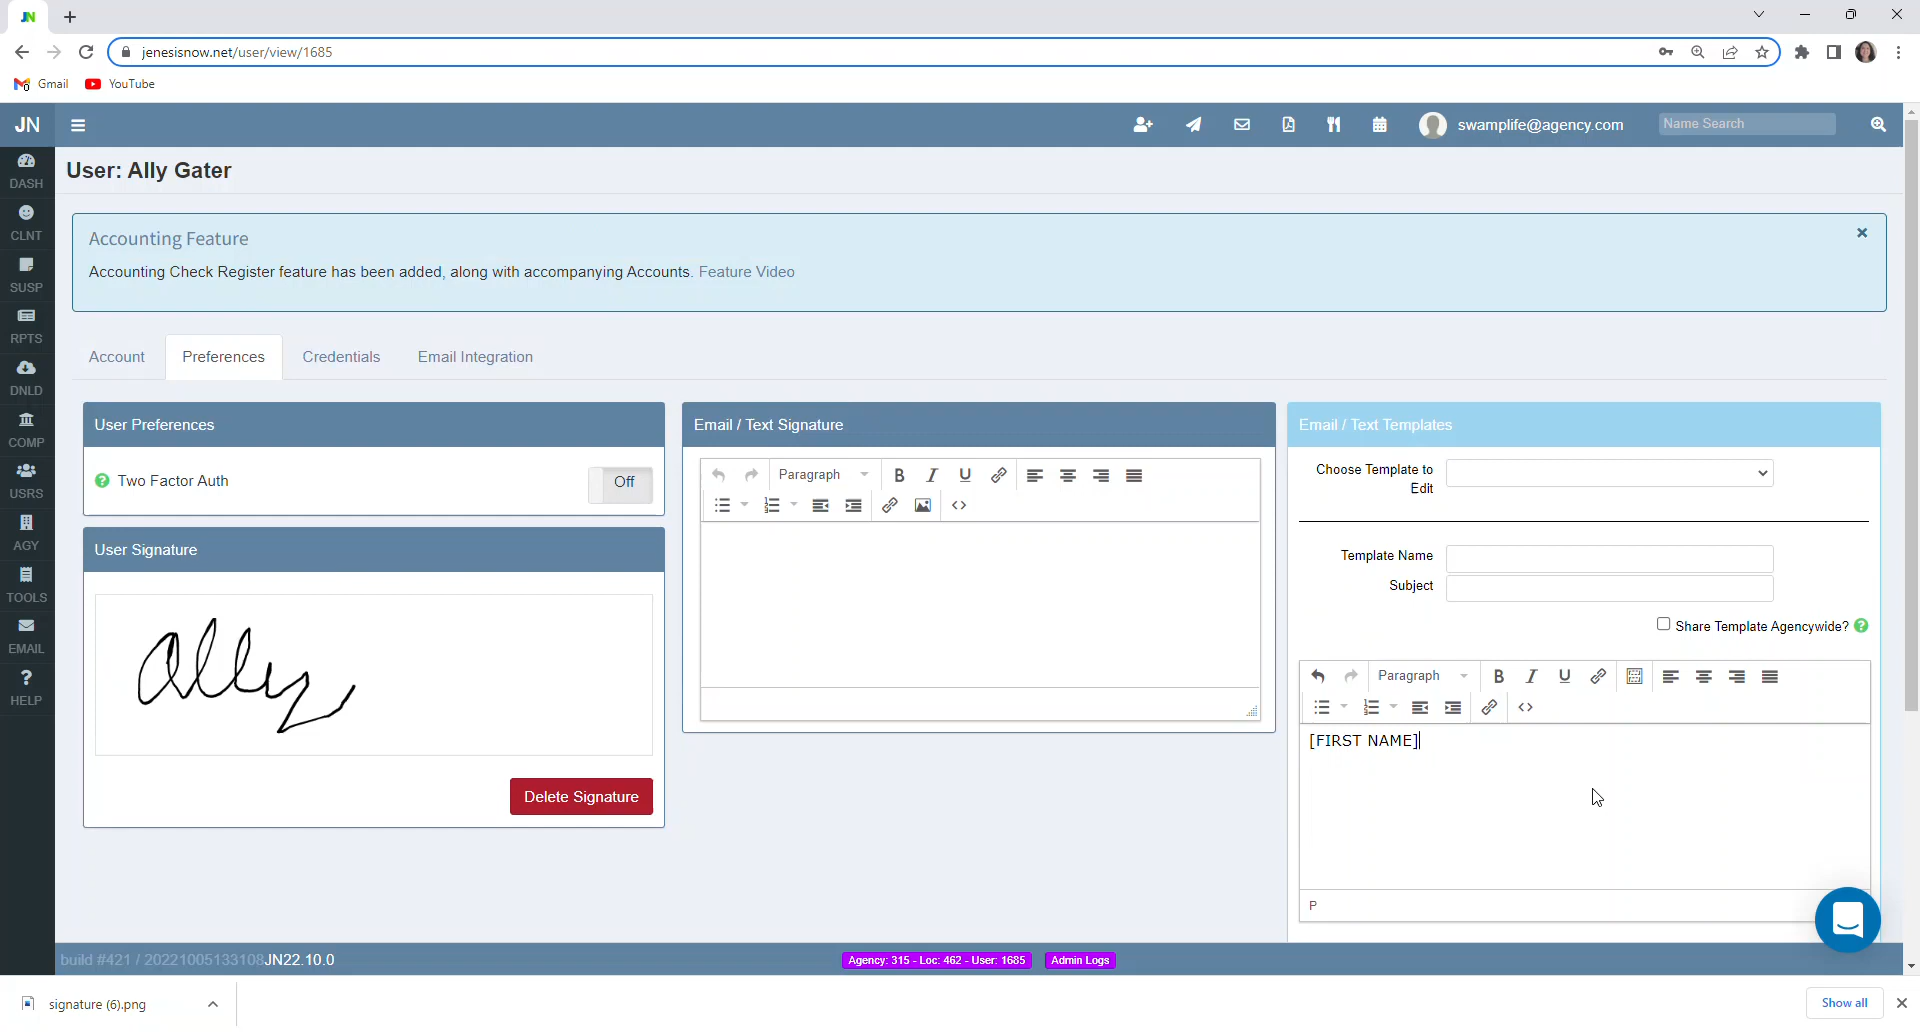 JN
jenesisnow.net/user/view/1685
Gmail
YouTube
JN
swamplife@agency.com
Name Search
DASH
CLNT
SUSP
RPTS
DNLD
COMP
USRS
AGY
TOOLS
EMAIL
HELP
User: Ally Gater
Accounting Feature
Accounting Check Register feature has been added, along with accompanying Accounts. Feature Video
Account
Preferences
Credentials
Email Integration
User Preferences
Two Factor Auth
Off
User Signature
Ally
Delete Signature
Email / Text Signature
Paragraph
Email / Text Templates
Choose Template to
Edit
Template Name
Subject
Share Template Agencywide?
Paragraph
[FIRST NAME]
P
build #421 / 20221005133108JN22.10.0
Agency: 315 - Loc: 462 - User: 1685
Admin Logs
signature (6).png
Show all